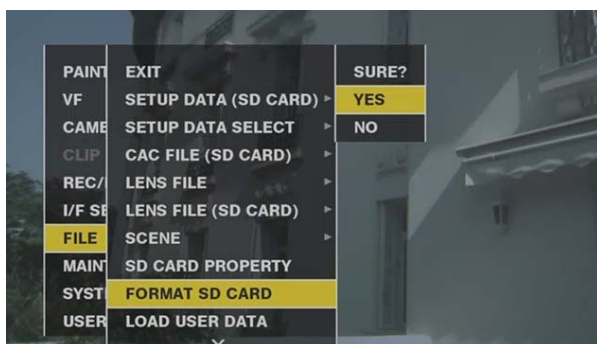 PAINT
VF
CAME
CLIP
REC/
I/F SE
FILE
MAIN
SYST
USER
EXIT
SETUP DATA (SD CARD)
SETUP DATA SELECT
CAC FILE (SD CARD)
LENS FILE
LENS FILE (SD CARD)
SCENE
SD CARD PROPERTY
FORMAT SD CARD
LOAD USER DATA
SURE?
YES
NO